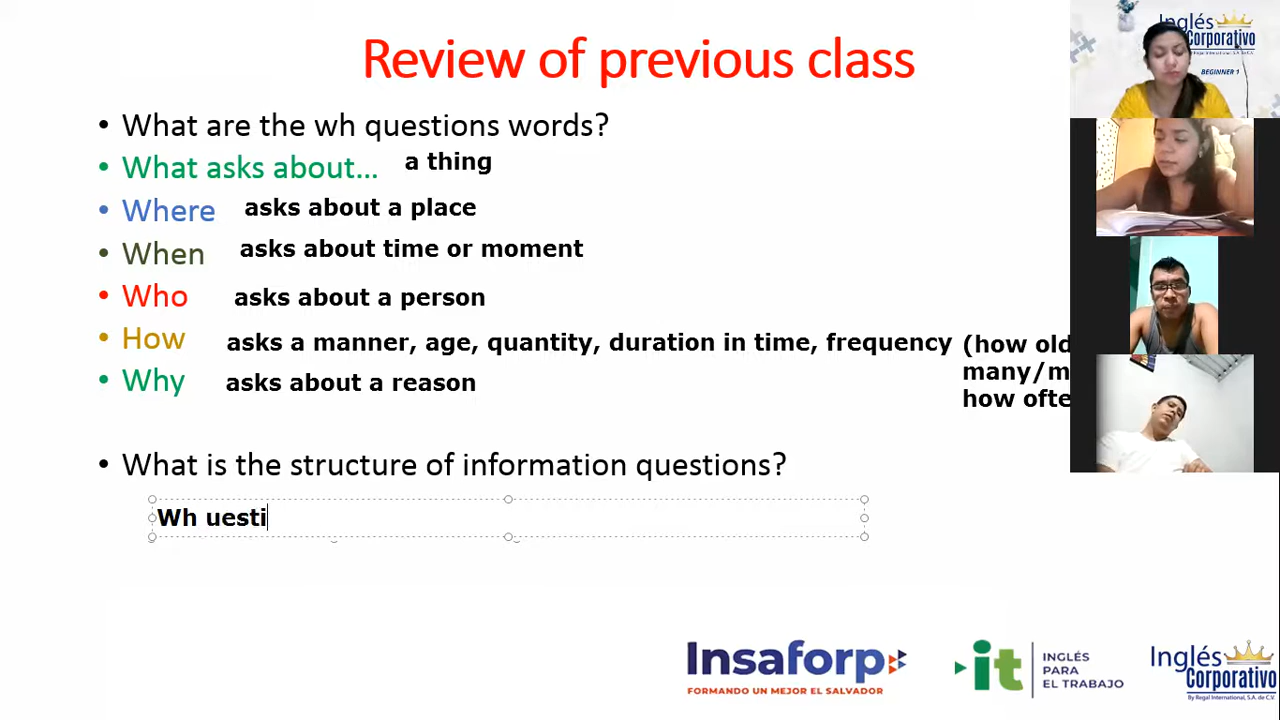 Review of previous class
• What are the wh questions words?
• What asks about... a thing
• Where asks about a place
• When asks about time or moment
• Who asks about a person
• How asks a manner, age, quantity, duration in time, frequency (how old
many/m
how ofte
• Why asks about a reason
• What is the structure of information questions?
Wh uesti
Insaforp
FORMANDO UN MEJOR EL SALVADOR
it
INGLÉS
PARA
EL TRABAJO
Inglés
Corporativo
By Regal International, S.A. de C.V.
Inglés
Corporativo
By Regal International, S.A. de C.V.
BEGINNER 1